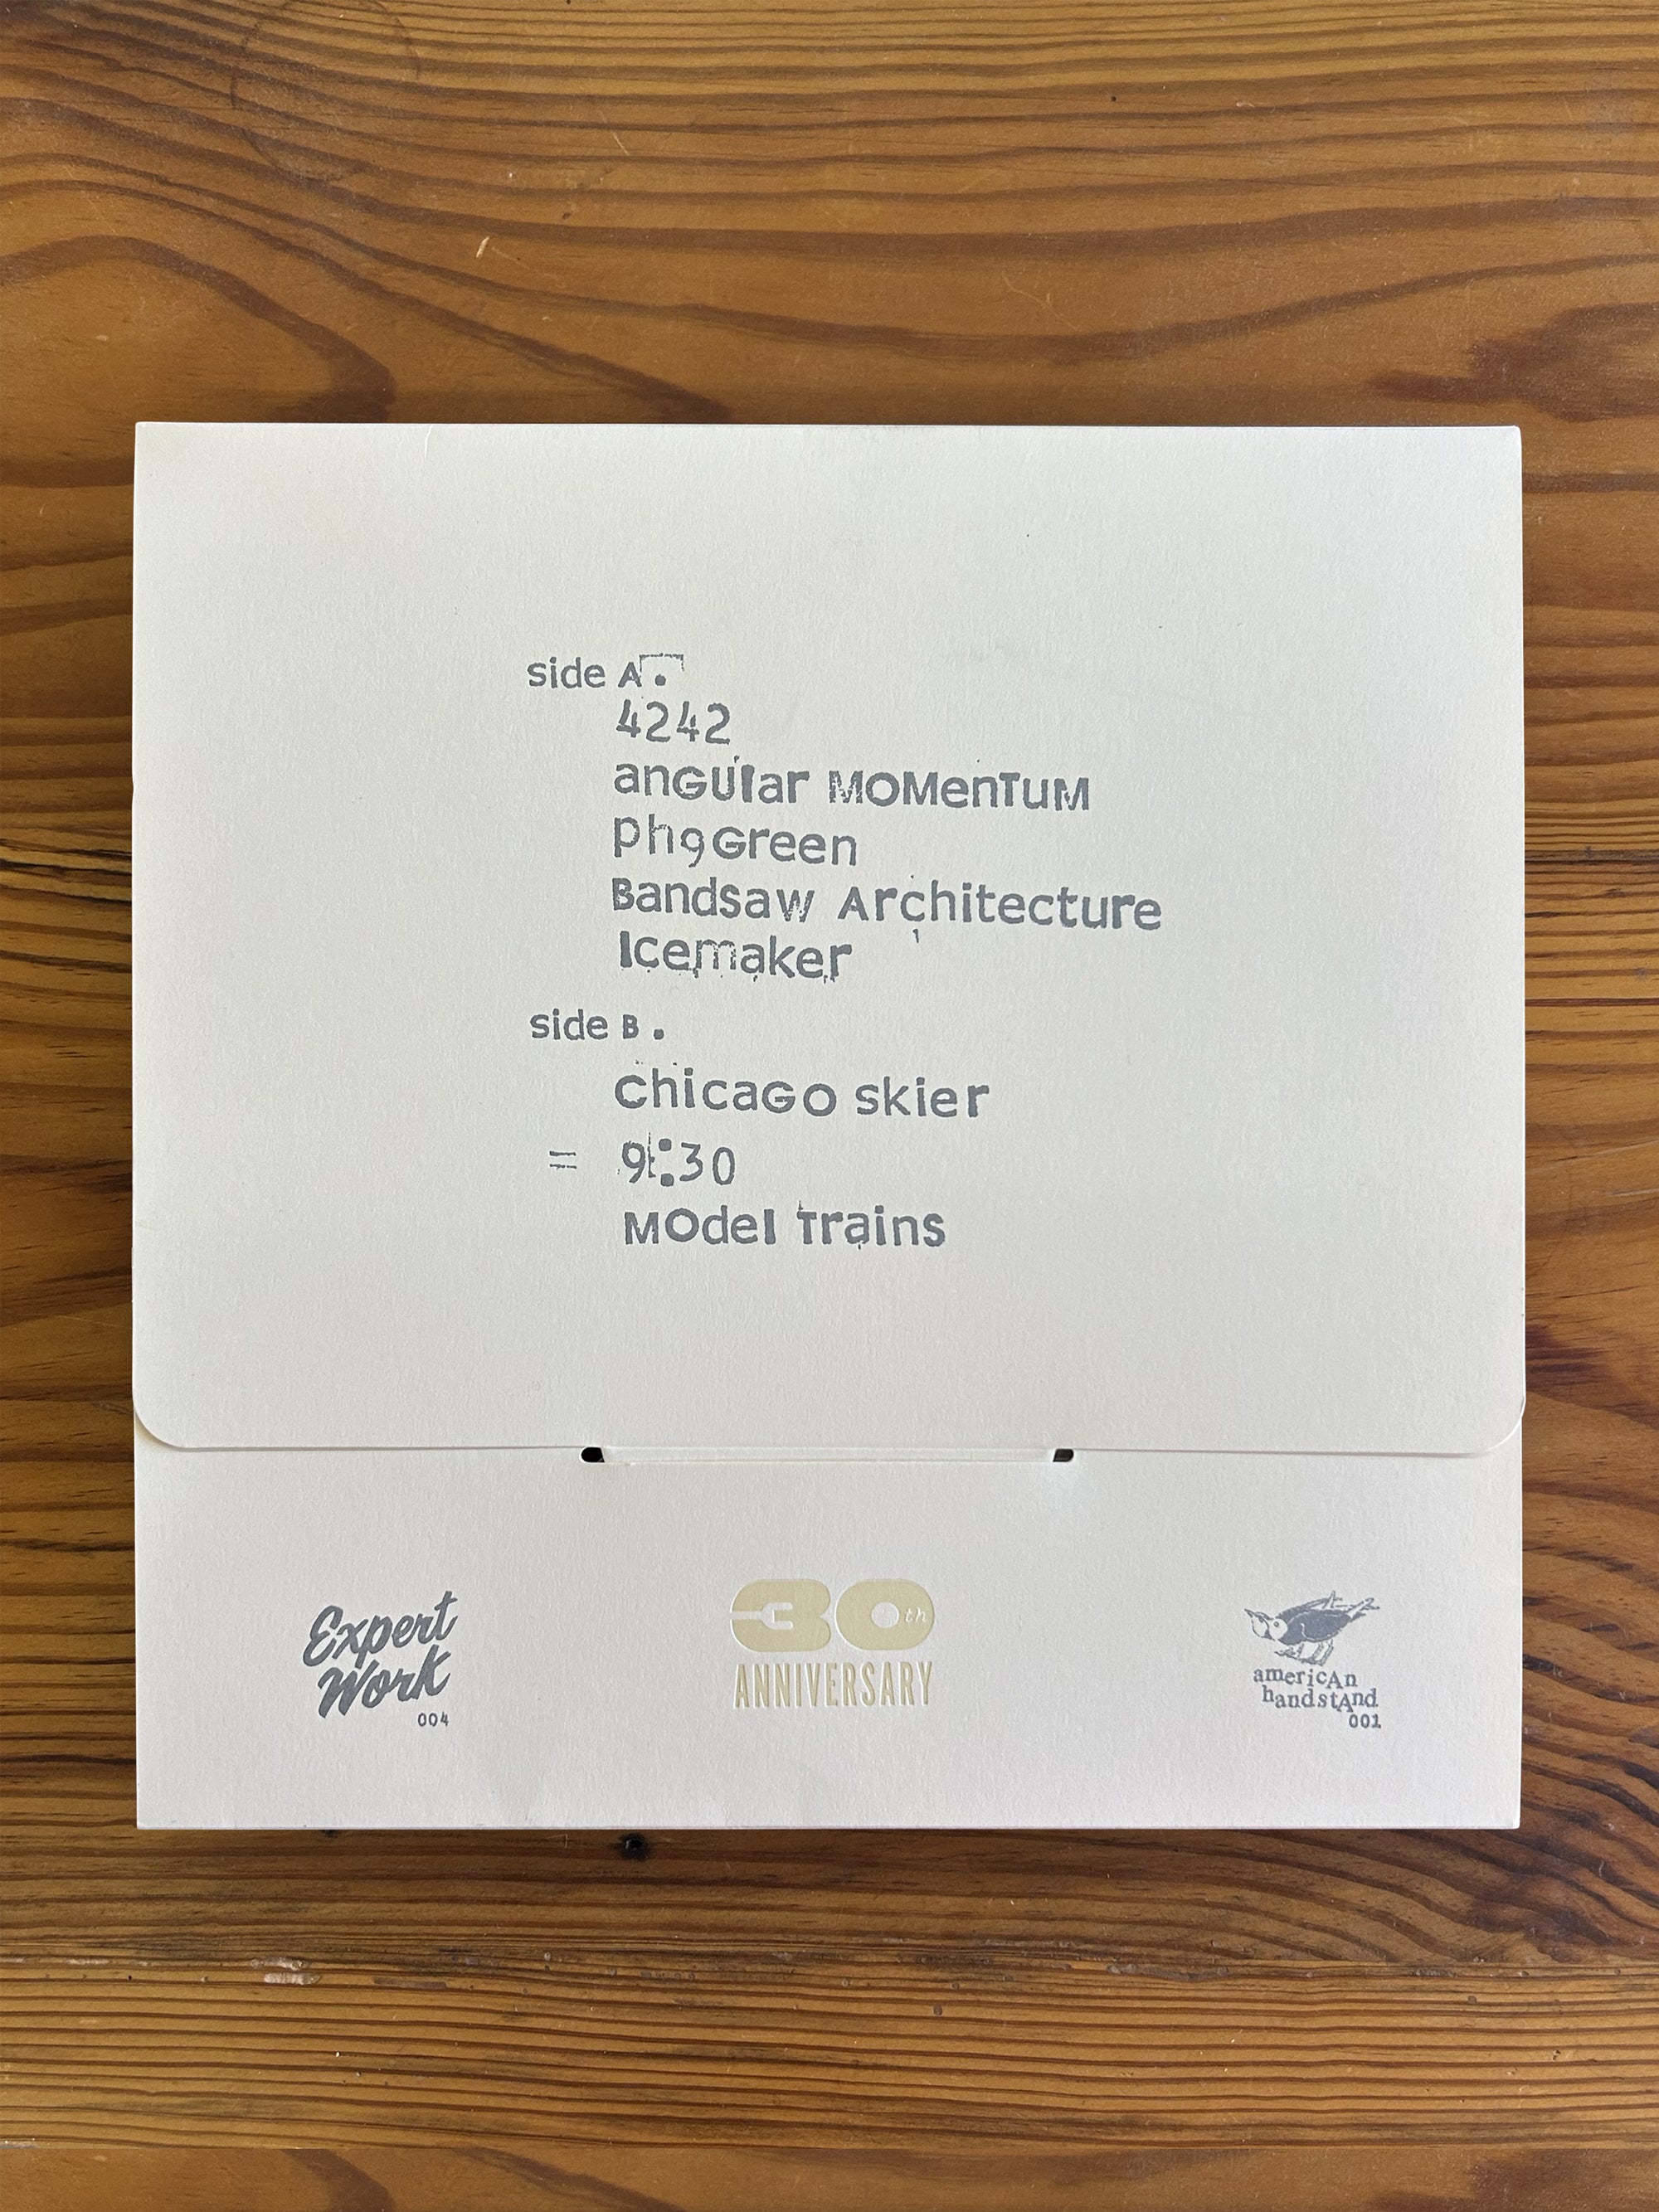 side A.
4242
anGUlar MOMenTuM
ph9Green
Bandsaw Architecture
Icemaker
side B.
chicaGO skier
= 9:30
MOdel Trains
Expert
Work
004
30th
ANNIVERSARY
americAn
handstAnd
001